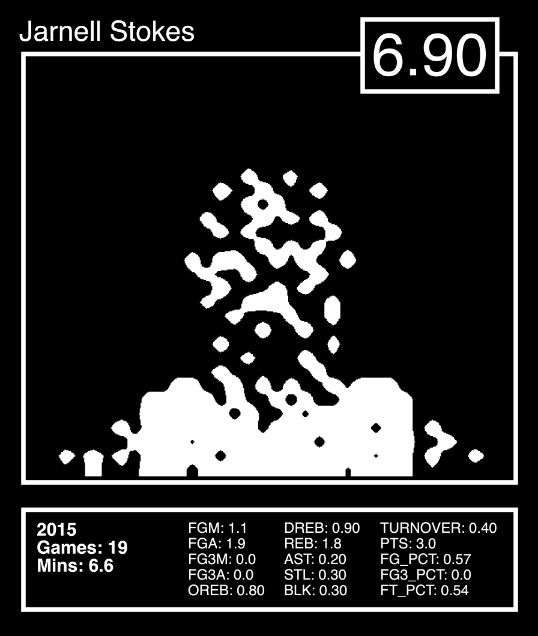 Jarnell Stokes
6.90
2015
Games: 19
Mins: 6.6
FGM: 1.1
FGA: 1.9
FG3M: 0.0
FG3A: 0.0
OREB: 0.80
DREB: 0.90
REB: 1.8
AST: 0.20
STL: 0.30
BLK: 0.30
TURNOVER: 0.40
PTS: 3.0
FG_PCT: 0.57
FG3_PCT: 0.0
FT_PCT: 0.54